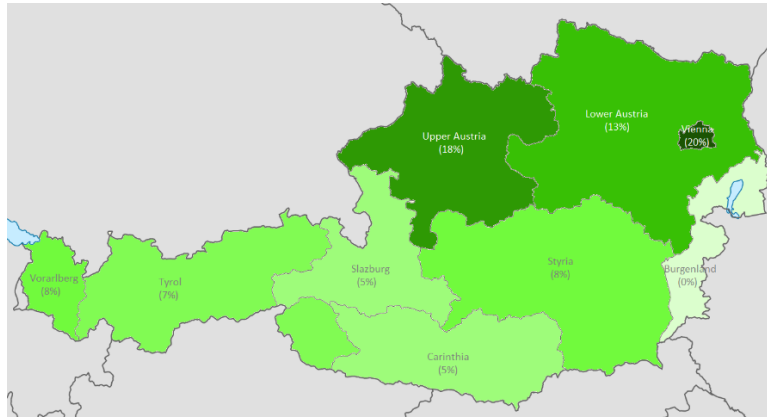 Upper Austria
(18%)
Lower Austria
(13%)
Vienna
(20%)
Vorarlberg
(8%)
Tyrol
(7%)
Slazburg
(5%)
Styria
(8%)
Burgenland
(0%)
Carinthia
(5%)